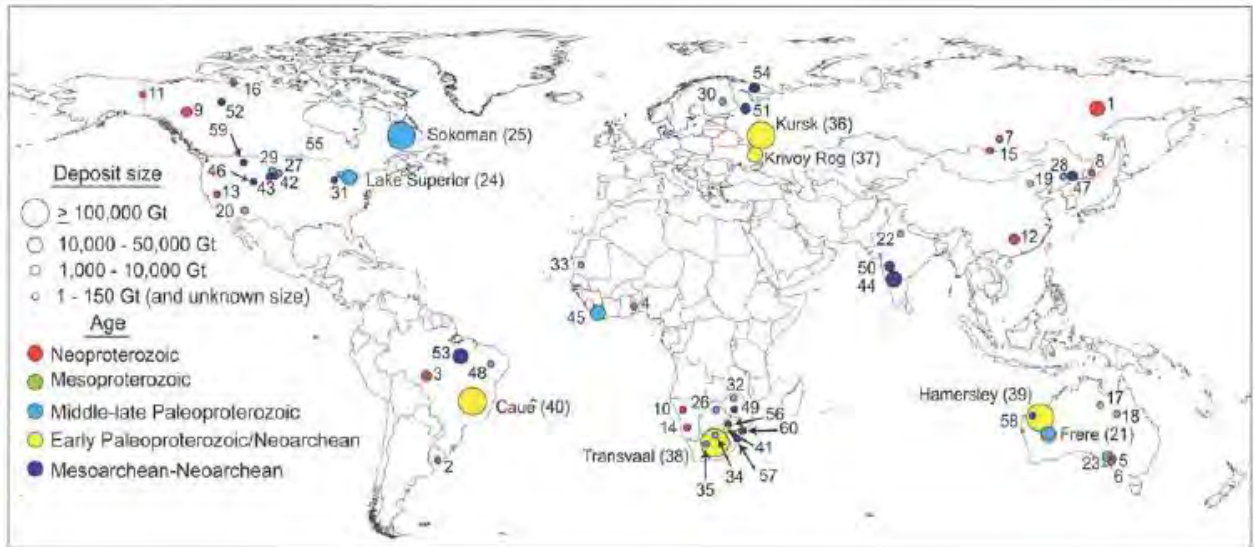 11
16
9
52
59
55
Sokoman (25)
29
27
46
43
42
31
Lake Superior (24)
13
20
Deposit size
≥ 100,000 Gt
10,000 - 50,000 Gt
1,000 - 10,000 Gt
1 - 150 Gt (and unknown size)
Age
Neoproterozoic
Mesoproterozoic
Middle-late Paleoproterozoic
Early Paleoproterozoic/Neoarchean
Mesoarchean-Neoarchean
53
48
3
Cauê (40)
2
54
30
51
Kursk (36)
Krivoy Rog (37)
1
7
15
28
8
19
47
12
22
50
44
33
4
45
32
10
26
49
56
14
60
41
Transvaal (38)
57
34
35
Hamersley (39)
17
58
18
Frere (21)
23
5
6